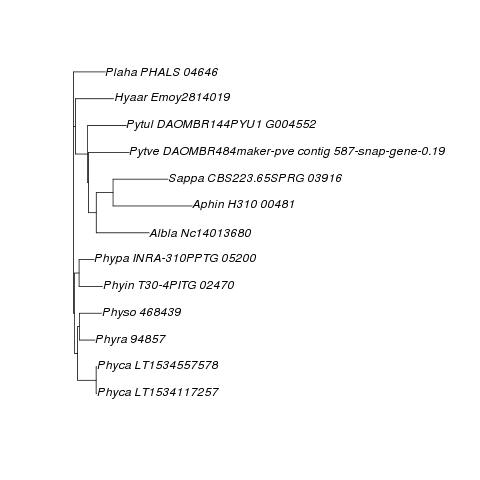 Plaha PHALS 04646
Hyaar Emoy2814019
Pytul DAOMBR144PYU1 G004552
Pytve DAOMBR484maker-pve contig 587-snap-gene-0.19
Sappa CBS223.65SPRG 03916
Aphin H310 00481
Albla Nc14013680
Phypa INRA-310PPTG 05200
Phyin T30-4PITG 02470
Physo 468439
Phyra 94857
Phyca LT1534557578
Phyca LT1534117257